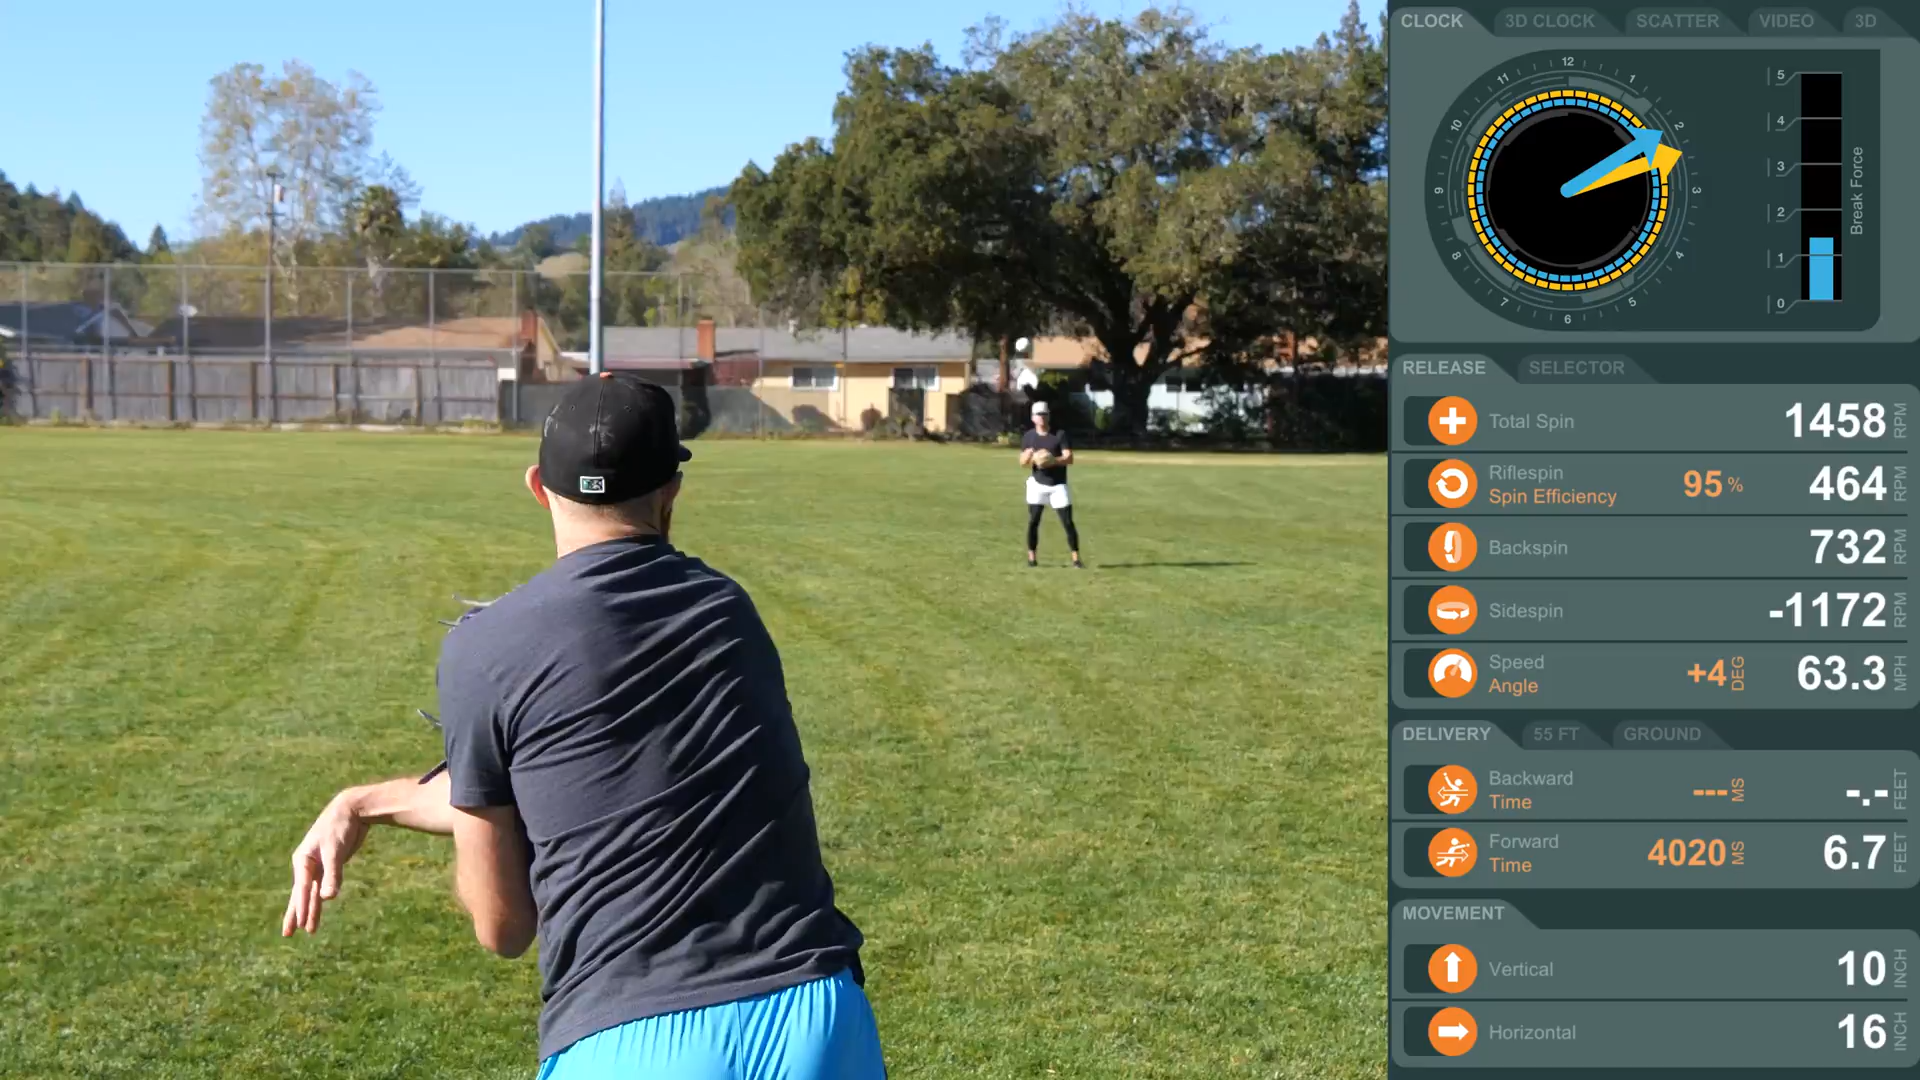 CLOCK 3D CLOCK SCATTER VIDEO 3D
12
1
2
3
4
5
6
7
8
9
10
11
5
4
3
2
1
0
Break Force
RELEASE SELECTOR
Total Spin 1458 RPM
Riflespin
Spin Efficiency 95 % 464 RPM
Backspin 732 RPM
Sidespin -1172 RPM
Speed
Angle +4 DEG 63.3 MPH
DELIVERY 55 FT GROUND
Backward
Time --- MS -.- FEET
Forward
Time 4020 MS 6.7 FEET
MOVEMENT
Vertical 10 INCH
Horizontal 16 INCH